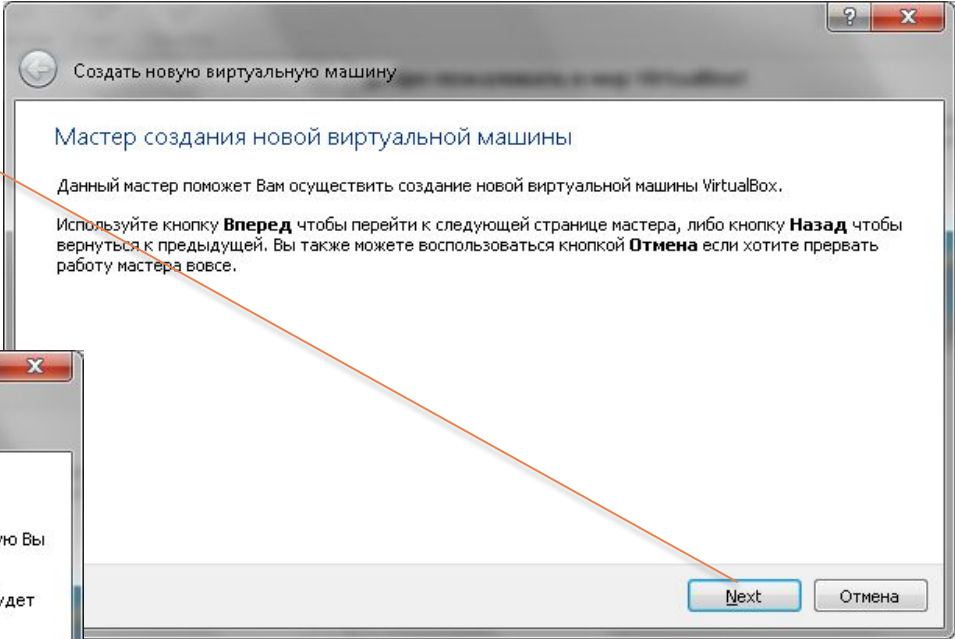 Создать новую виртуальную машину
Мастер создания новой виртуальной машины
Данный мастер поможет Вам осуществить создание новой виртуальной машины VirtualBox.
Используйте кнопку Вперед чтобы перейти к следующей странице мастера, либо кнопку Назад чтобы
вернуться к предыдущей. Вы также можете воспользоваться кнопкой Отмена если хотите прервать
работу мастера вовсе.
Вы
Next
Отмена